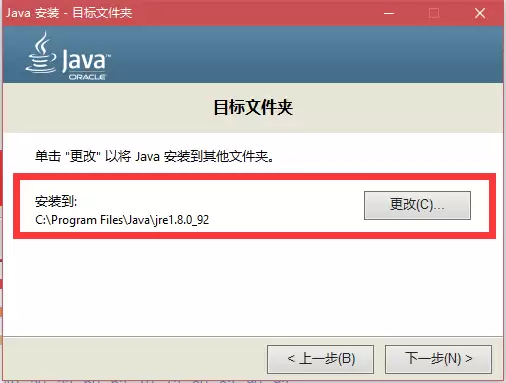 Java 安装 - 目标文件夹
Java™
ORACLE
目标文件夹
单击 "更改" 以将 Java 安装到其他文件夹。
安装到:
更改(C)...
C:\Program Files\Java\jre1.8.0_92
< 上一步(B)
下一步(N) >